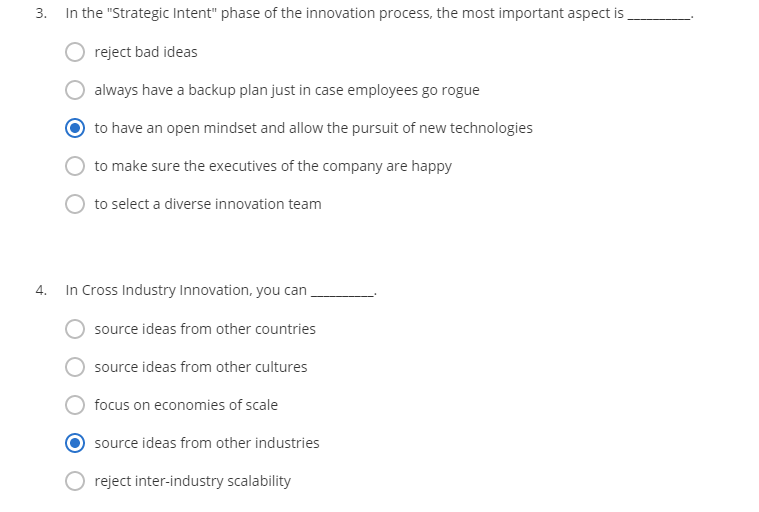 3. In the "Strategic Intent" phase of the innovation process, the most important aspect is __________.
reject bad ideas
always have a backup plan just in case employees go rogue
to have an open mindset and allow the pursuit of new technologies
to make sure the executives of the company are happy
to select a diverse innovation team
4. In Cross Industry Innovation, you can __________.
source ideas from other countries
source ideas from other cultures
focus on economies of scale
source ideas from other industries
reject inter-industry scalability